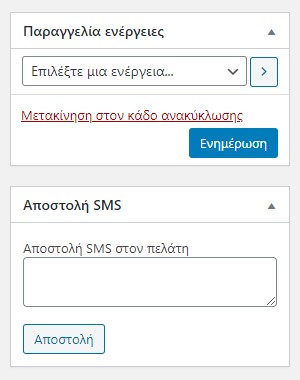 Παραγγελία ενέργειες
Επιλέξτε μια ενέργεια...
Μετακίνηση στον κάδο ανακύκλωσης
Ενημέρωση
Αποστολή SMS
Αποστολή SMS στον πελάτη
Αποστολή